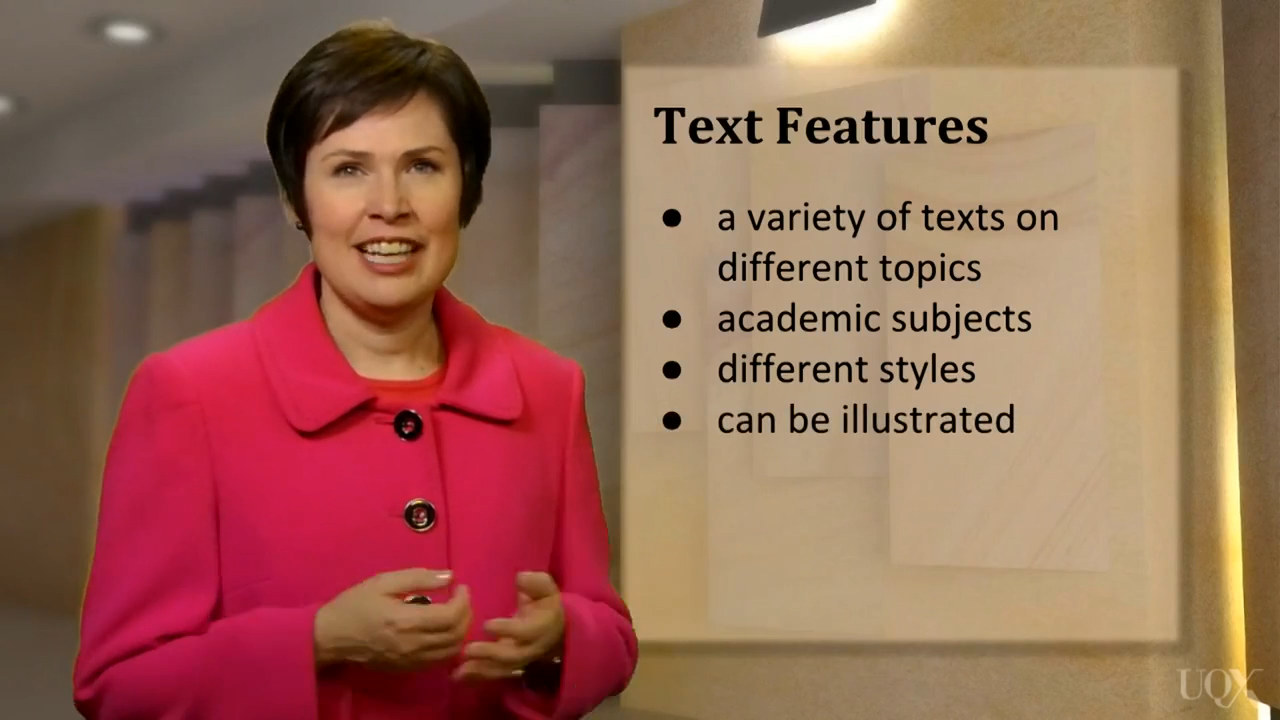 Text Features
● a variety of texts on
different topics
● academic subjects
● different styles
● can be illustrated
UQX